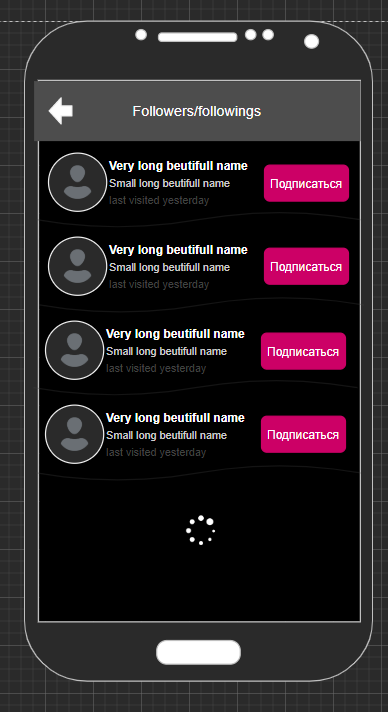 Followers/followings
Very long beutifull name
Small long beutifull name
last visited yesterday
Подписаться
Very long beutifull name
Small long beutifull name
last visited yesterday
Подписаться
Very long beutifull name
Small long beutifull name
last visited yesterday
Подписаться
Very long beutifull name
Small long beutifull name
last visited yesterday
Подписаться